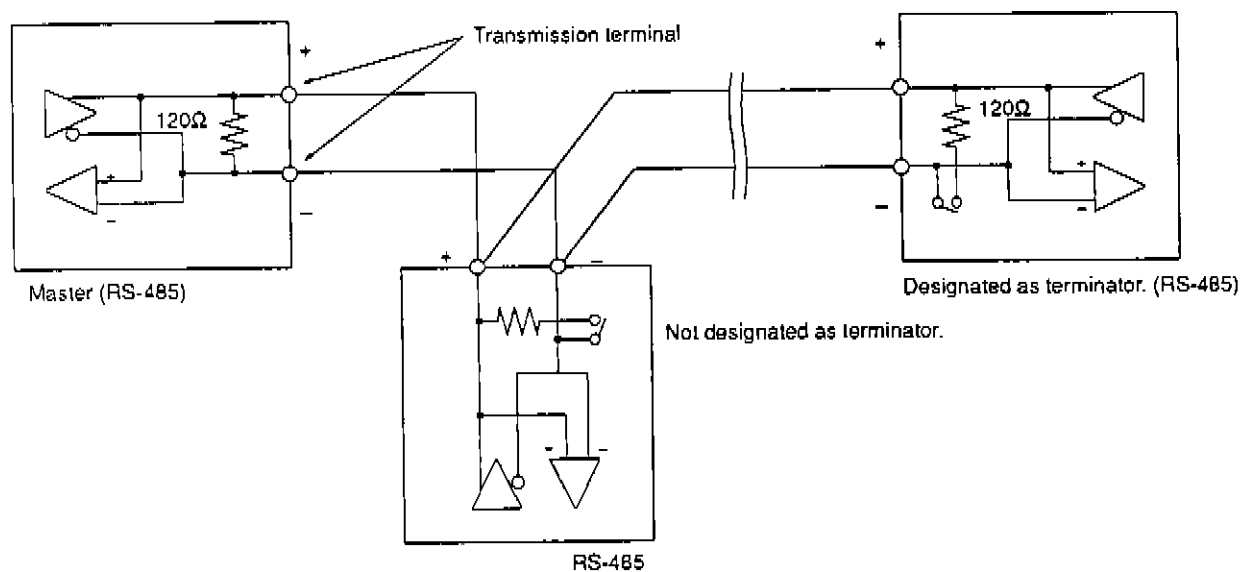 Transmission terminal
+
+
120Ω
120Ω
+
−
+
−
−
−
Master (RS-485)
+
−
Designated as terminator. (RS-485)
Not designated as terminator.
-
−
RS-485